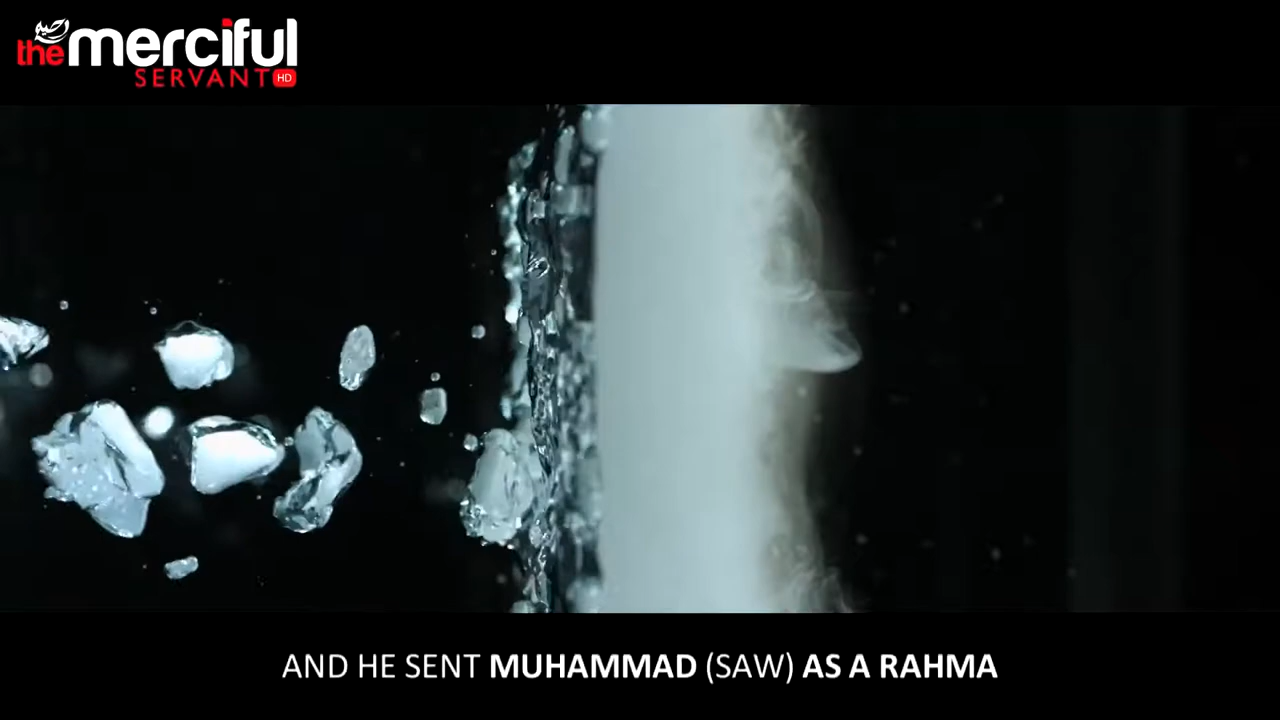 the merciful
SERVANT HD
AND HE SENT MUHAMMAD (SAW) AS A RAHMA